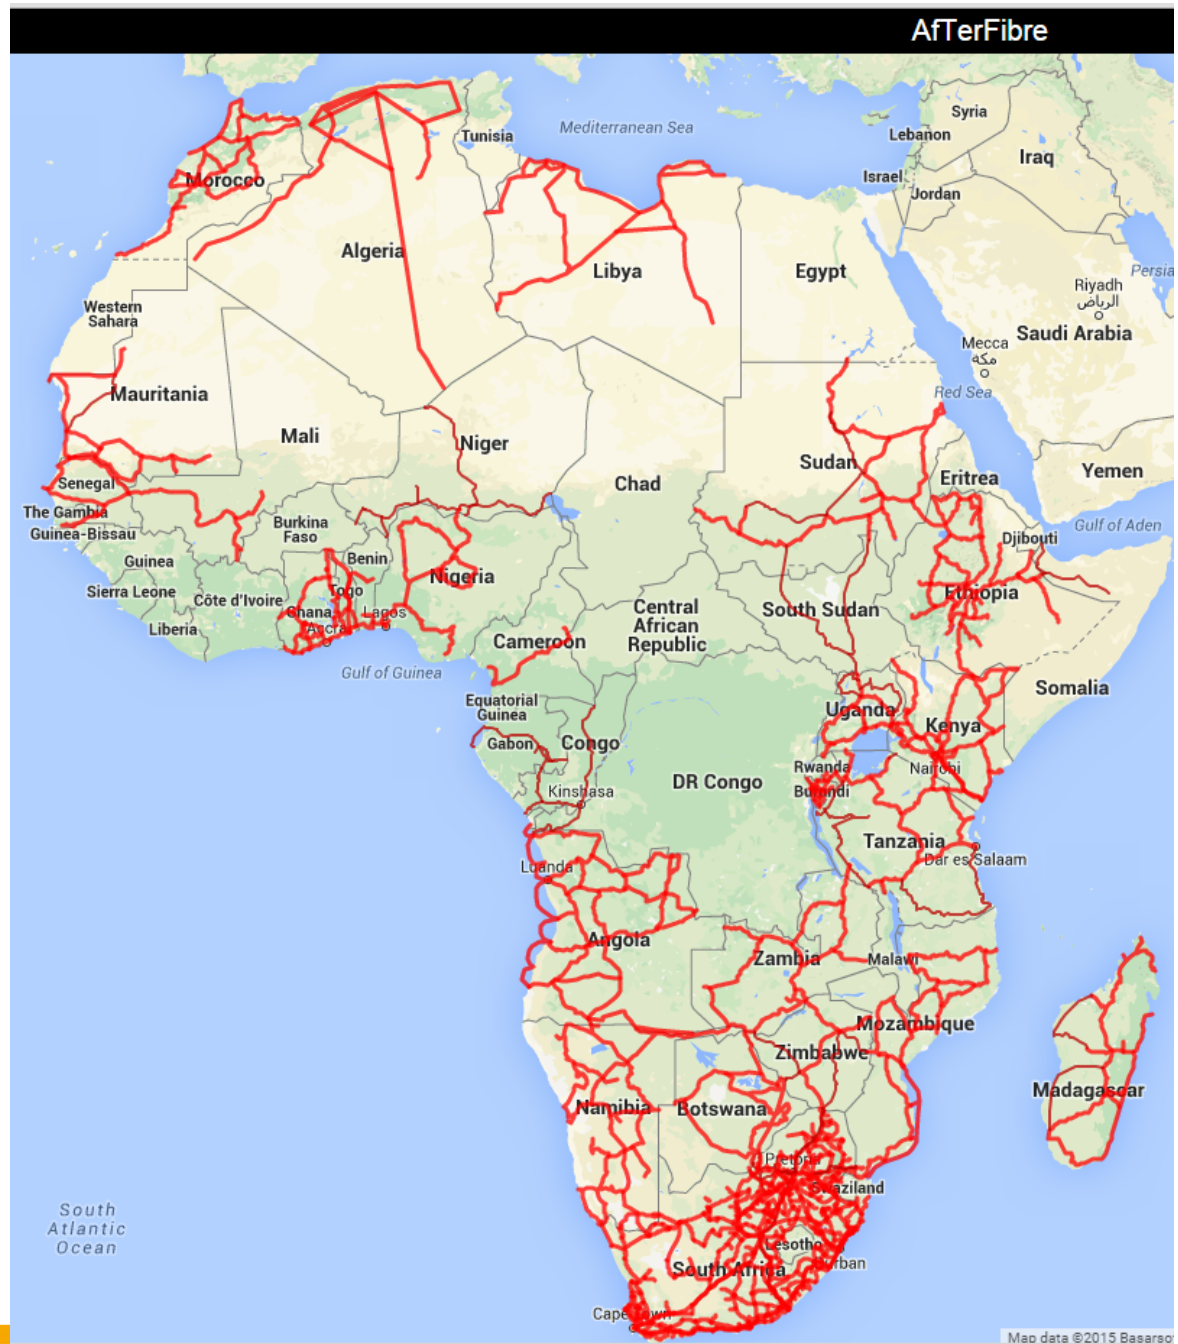 AfTerFibre
Syria
Mediterranean Sea
Tunisia
Lebanon
Iraq
Israel
Jordan
Morocco
Algeria
Libya
Egypt
Persia
Riyadh
الرياض
Western
Sahara
Saudi Arabia
Mecca
مكة
Red Sea
Mauritania
Mali
Niger
Sudan
Chad
Eritrea
Yemen
Senegal
The Gambia
Guinea-Bissau
Burkina
Faso
Gulf of Aden
Djibouti
Guinea
Benin
Nigeria
Sierra Leone
Côte d'Ivoire
Togo
Ghana
Lagos
Accra
Liberia
Central
African
Republic
South Sudan
Ethiopia
Cameroon
Gulf of Guinea
Somalia
Equatorial
Guinea
Uganda
Kenya
Gabon
Congo
Rwanda
Nairobi
DR Congo
Burundi
Kinshasa
Tanzania
Dar es Salaam
Luanda
Angola
Zambia
Malawi
Mozambique
Zimbabwe
Madagascar
Namibia
Botswana
Pretoria
Swaziland
South
Atlantic
Ocean
Lesotho
Durban
South Africa
Cape Town
Map data ©2015 Basarso